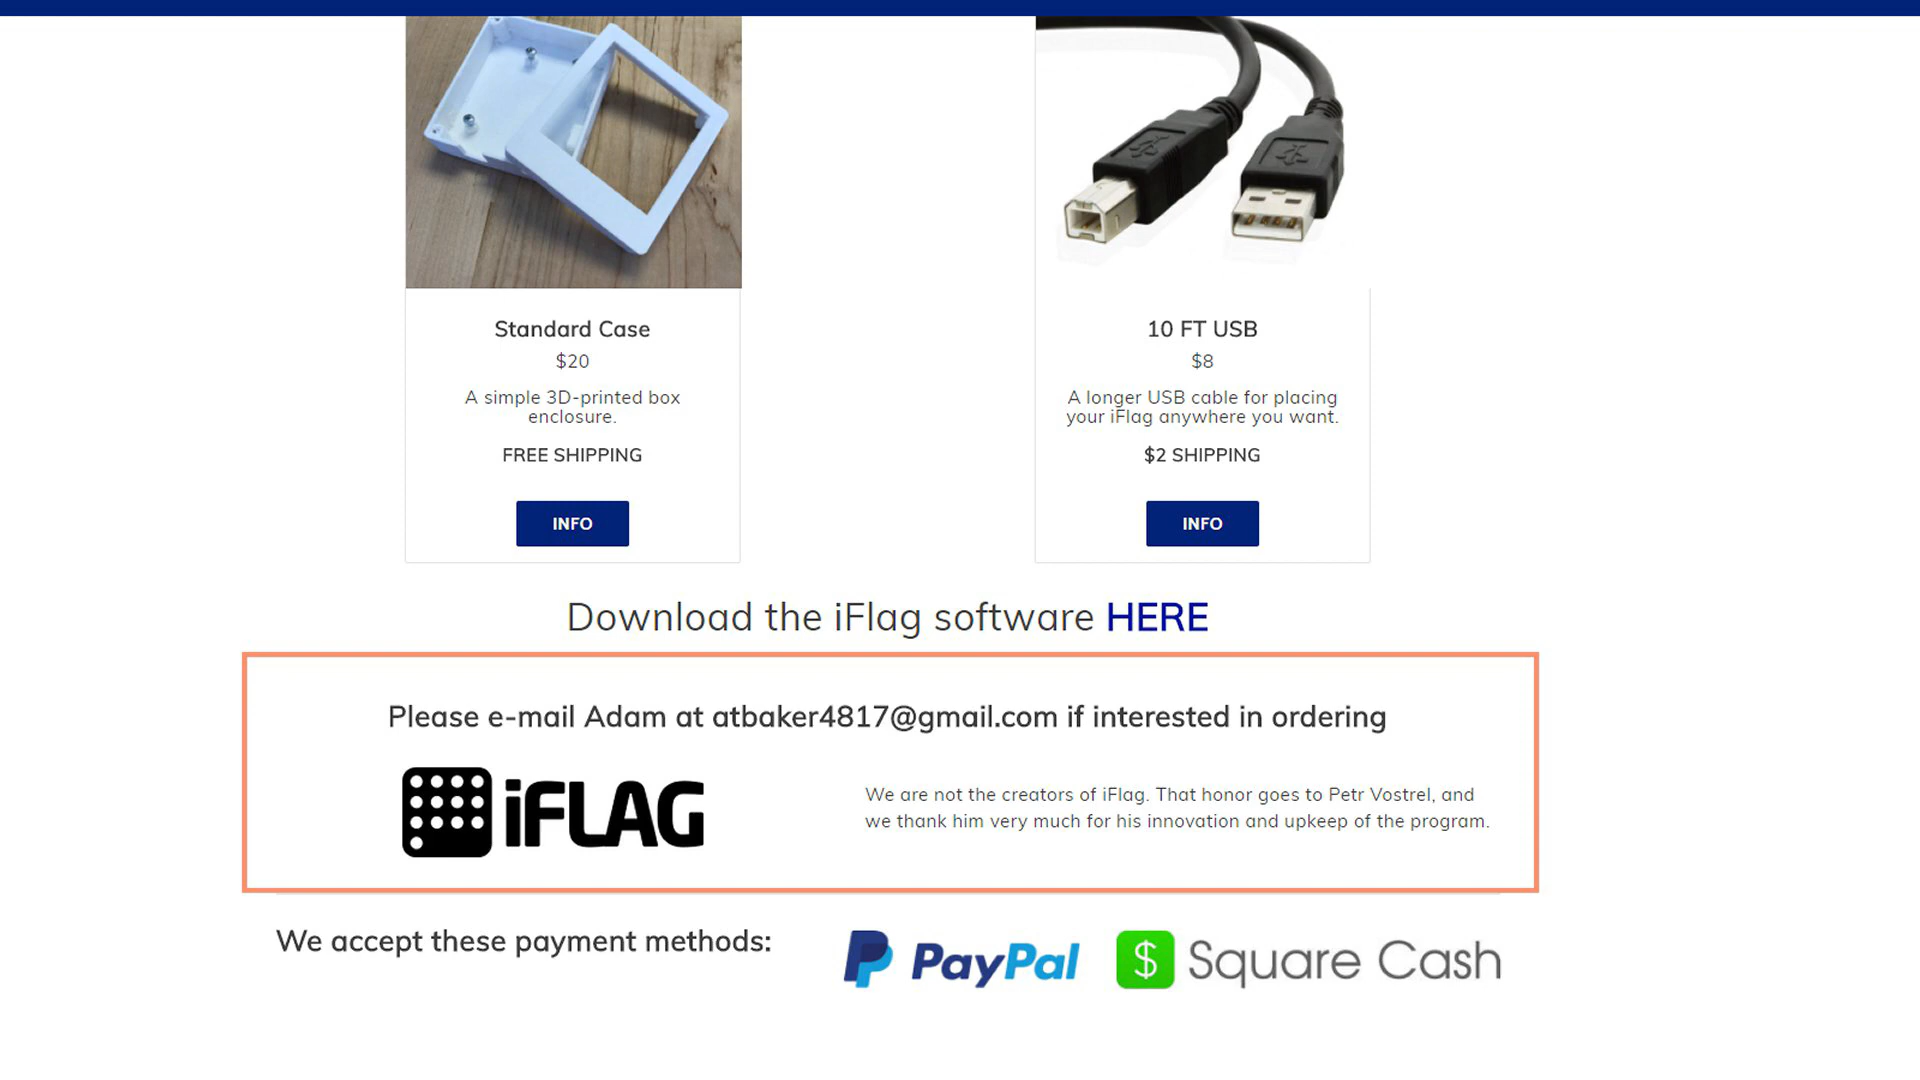 Standard Case
$20
A simple 3D-printed box
enclosure.
FREE SHIPPING
INFO
10 FT USB
$8
A longer USB cable for placing
your iFlag anywhere you want.
$2 SHIPPING
INFO
Download the iFlag software HERE
Please e-mail Adam at atbaker4817@gmail.com if interested in ordering
iFLAG
We are not the creators of iFlag. That honor goes to Petr Vostrel, and
we thank him very much for his innovation and upkeep of the program.
We accept these payment methods:
PayPal
$ Square Cash